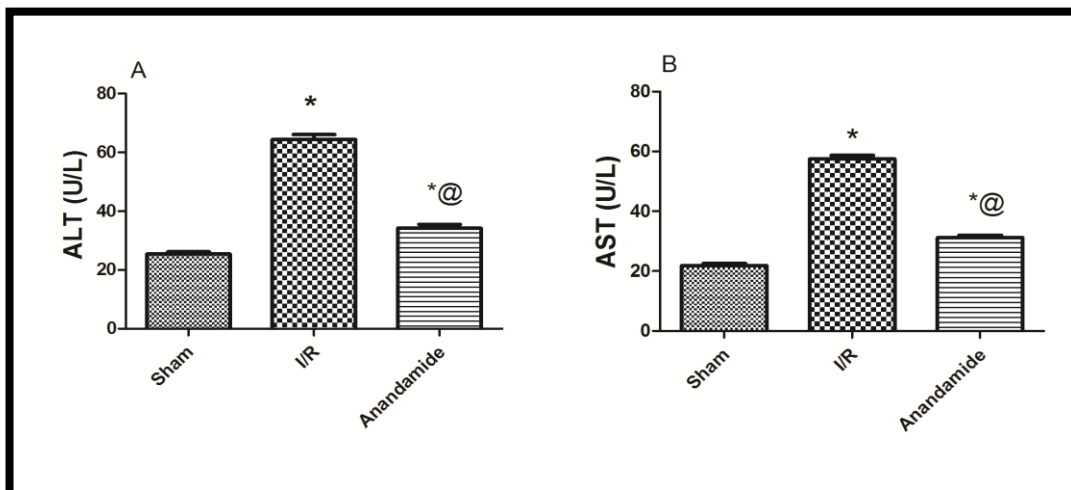 A
ALT (U/L)
80
60
40
20
0
*
*@
Sham
I/R
Anandamide
B
AST (U/L)
80
60
40
20
0
*
*@
Sham
I/R
Anandamide